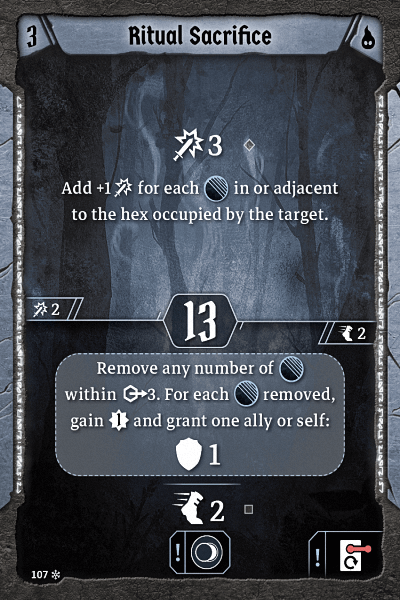 3
Ritual Sacrifice
3
Add +1 for each in or adjacent
to the hex occupied by the target.
2
13
2
Remove any number of
within 3. For each removed,
gain 1 and grant one ally or self:
1
2
! !
107